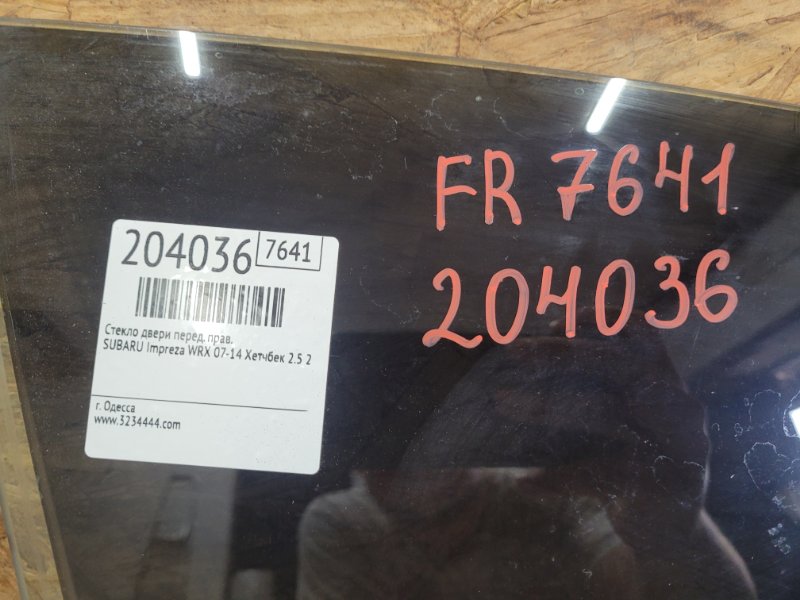 FR 7641
204036
204036 7641
Стекло двери перед. прав.
SUBARU Impreza WRX 07-14 Хетчбек 2.5 2
г. Одесса
www.3234444.com